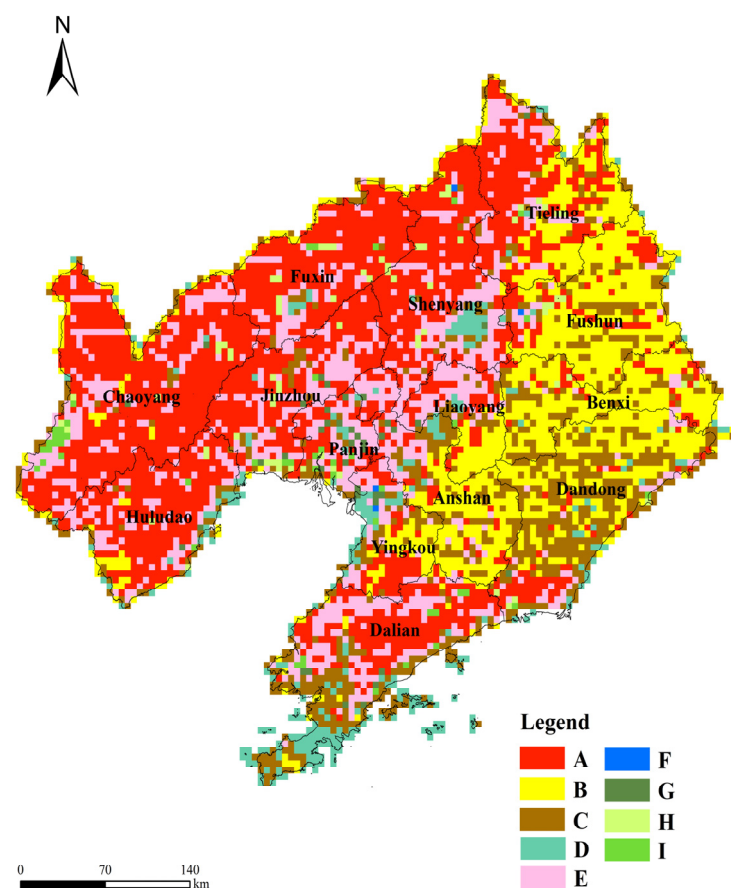 N
Tieling
Fuxin
Shenyang
Fushun
Chaoyang
Jinzhou
Liaoyang
Benxi
Panjin
Anshan
Dandong
Huludao
Yingkou
Dalian
Legend
A F
B G
C H
D I
E
0 70 140
km